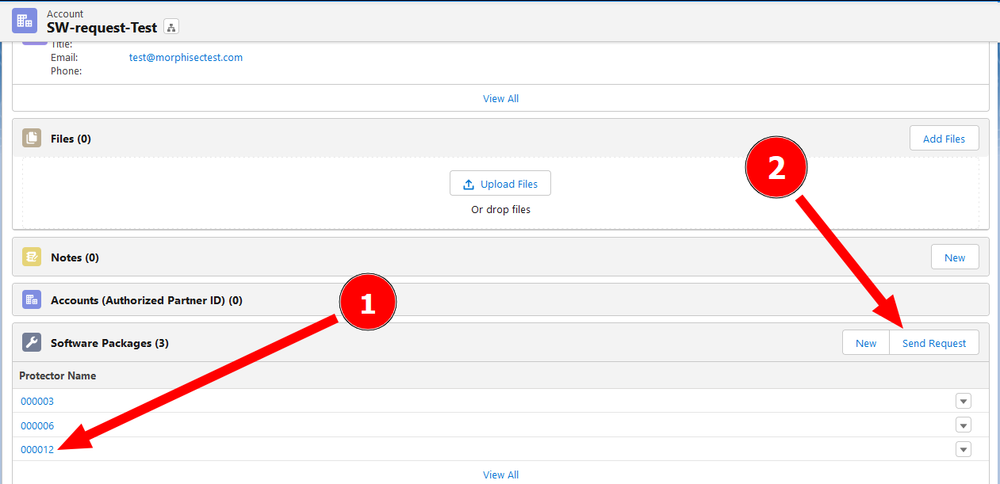 Account
SW-request-Test
Title:
Email: test@morphisectest.com
Phone:
View All
Files (0) Add Files
Upload Files
Or drop files
2
Notes (0) New
Accounts (Authorized Partner ID) (0)
1
Software Packages (3) New Send Request
Protector Name
000003
000006
000012
View All